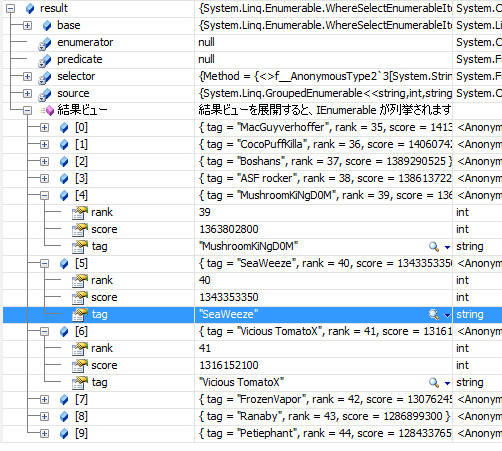 result {System.Linq.Enumerable.WhereSelectEnumerableIte System.C
base {System.Linq.Enumerable.WhereSelectEnumerableIte System.C
enumerator null System.C
predicate null System.F
selector {Method = {<>f__AnonymousType2`3[System.Strin System.F
source {System.Linq.GroupedEnumerable<<string,int,string System.C
結果ビュー 結果ビューを展開すると、IEnumerable が列挙されます
[0] { tag = "MacGuyverhoffer", rank = 35, score = 1413 <Anonym
[1] { tag = "CocoPuffKilla", rank = 36, score = 14060742 <Anonym
[2] { tag = "Boshans", rank = 37, score = 1389290525 } <Anonym
[3] { tag = "ASF rocker", rank = 38, score = 138613722 <Anonym
[4] { tag = "MushroomKiNgD0M", rank = 39, score = 136 <Anonym
rank 39 int
score 1363802800 int
tag "MushroomKiNgD0M" string
[5] { tag = "SeaWeeze", rank = 40, score = 1343353350 <Anonym
rank 40 int
score 1343353350 int
tag "SeaWeeze" string
[6] { tag = "Vicious TomatoX", rank = 41, score = 13161 <Anonym
rank 41 int
score 1316152100 int
tag "Vicious TomatoX" string
[7] { tag = "FrozenVapor", rank = 42, score = 13076245 <Anonym
[8] { tag = "Ranaby", rank = 43, score = 1286899300 } <Anonym
[9] { tag = "Petiephant", rank = 44, score = 128433765 <Anonym